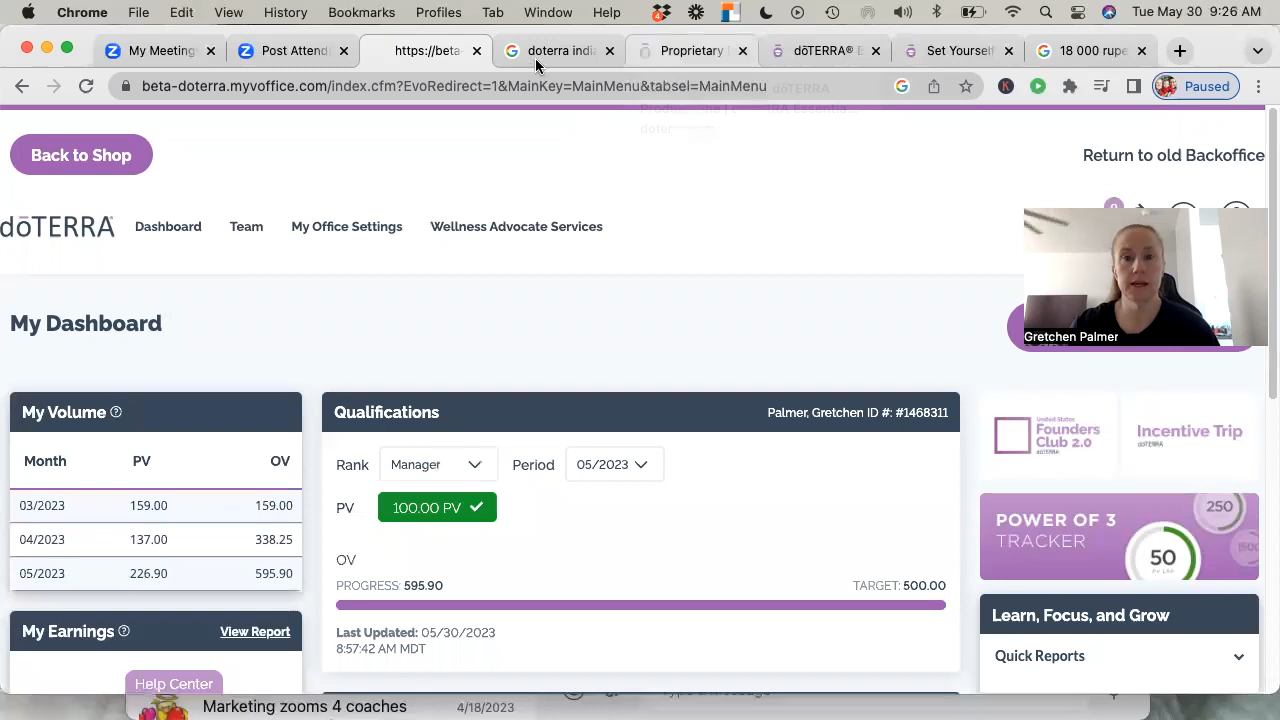 Chrome File Edit View History Bookmarks Profiles Tab Window Help
4
Tue May 30 9:26 AM
My Meeting
Post Attend
https://beta-
doterra indi
Proprietary
dōTERRA® E
Set Yourself
18 000 rupe
beta-doterra.myvoffice.com/index.cfm?EvoRedirect=1&MainKey=MainMenu&tabsel=MainMenu
Paused
Back to Shop
Return to old Backoffice
dōTERRA
Dashboard
Team
My Office Settings
Wellness Advocate Services
Gretchen Palmer
My Dashboard
My Volume
Month PV OV
03/2023 159.00 159.00
04/2023 137.00 338.25
05/2023 226.90 595.90
My Earnings
View Report
Help Center
Qualifications
Palmer, Gretchen ID #: #1468311
Rank Manager Period 05/2023
PV 100.00 PV
OV
PROGRESS: 595.90
TARGET: 500.00
Last Updated: 05/30/2023
8:57:42 AM MDT
United States
Founders
Club 2.0
dōTERRA
Incentive Trip
dōTERRA
POWER OF 3
TRACKER
250
50
1500
Learn, Focus, and Grow
Quick Reports
Marketing zooms 4 coaches
4/18/2023